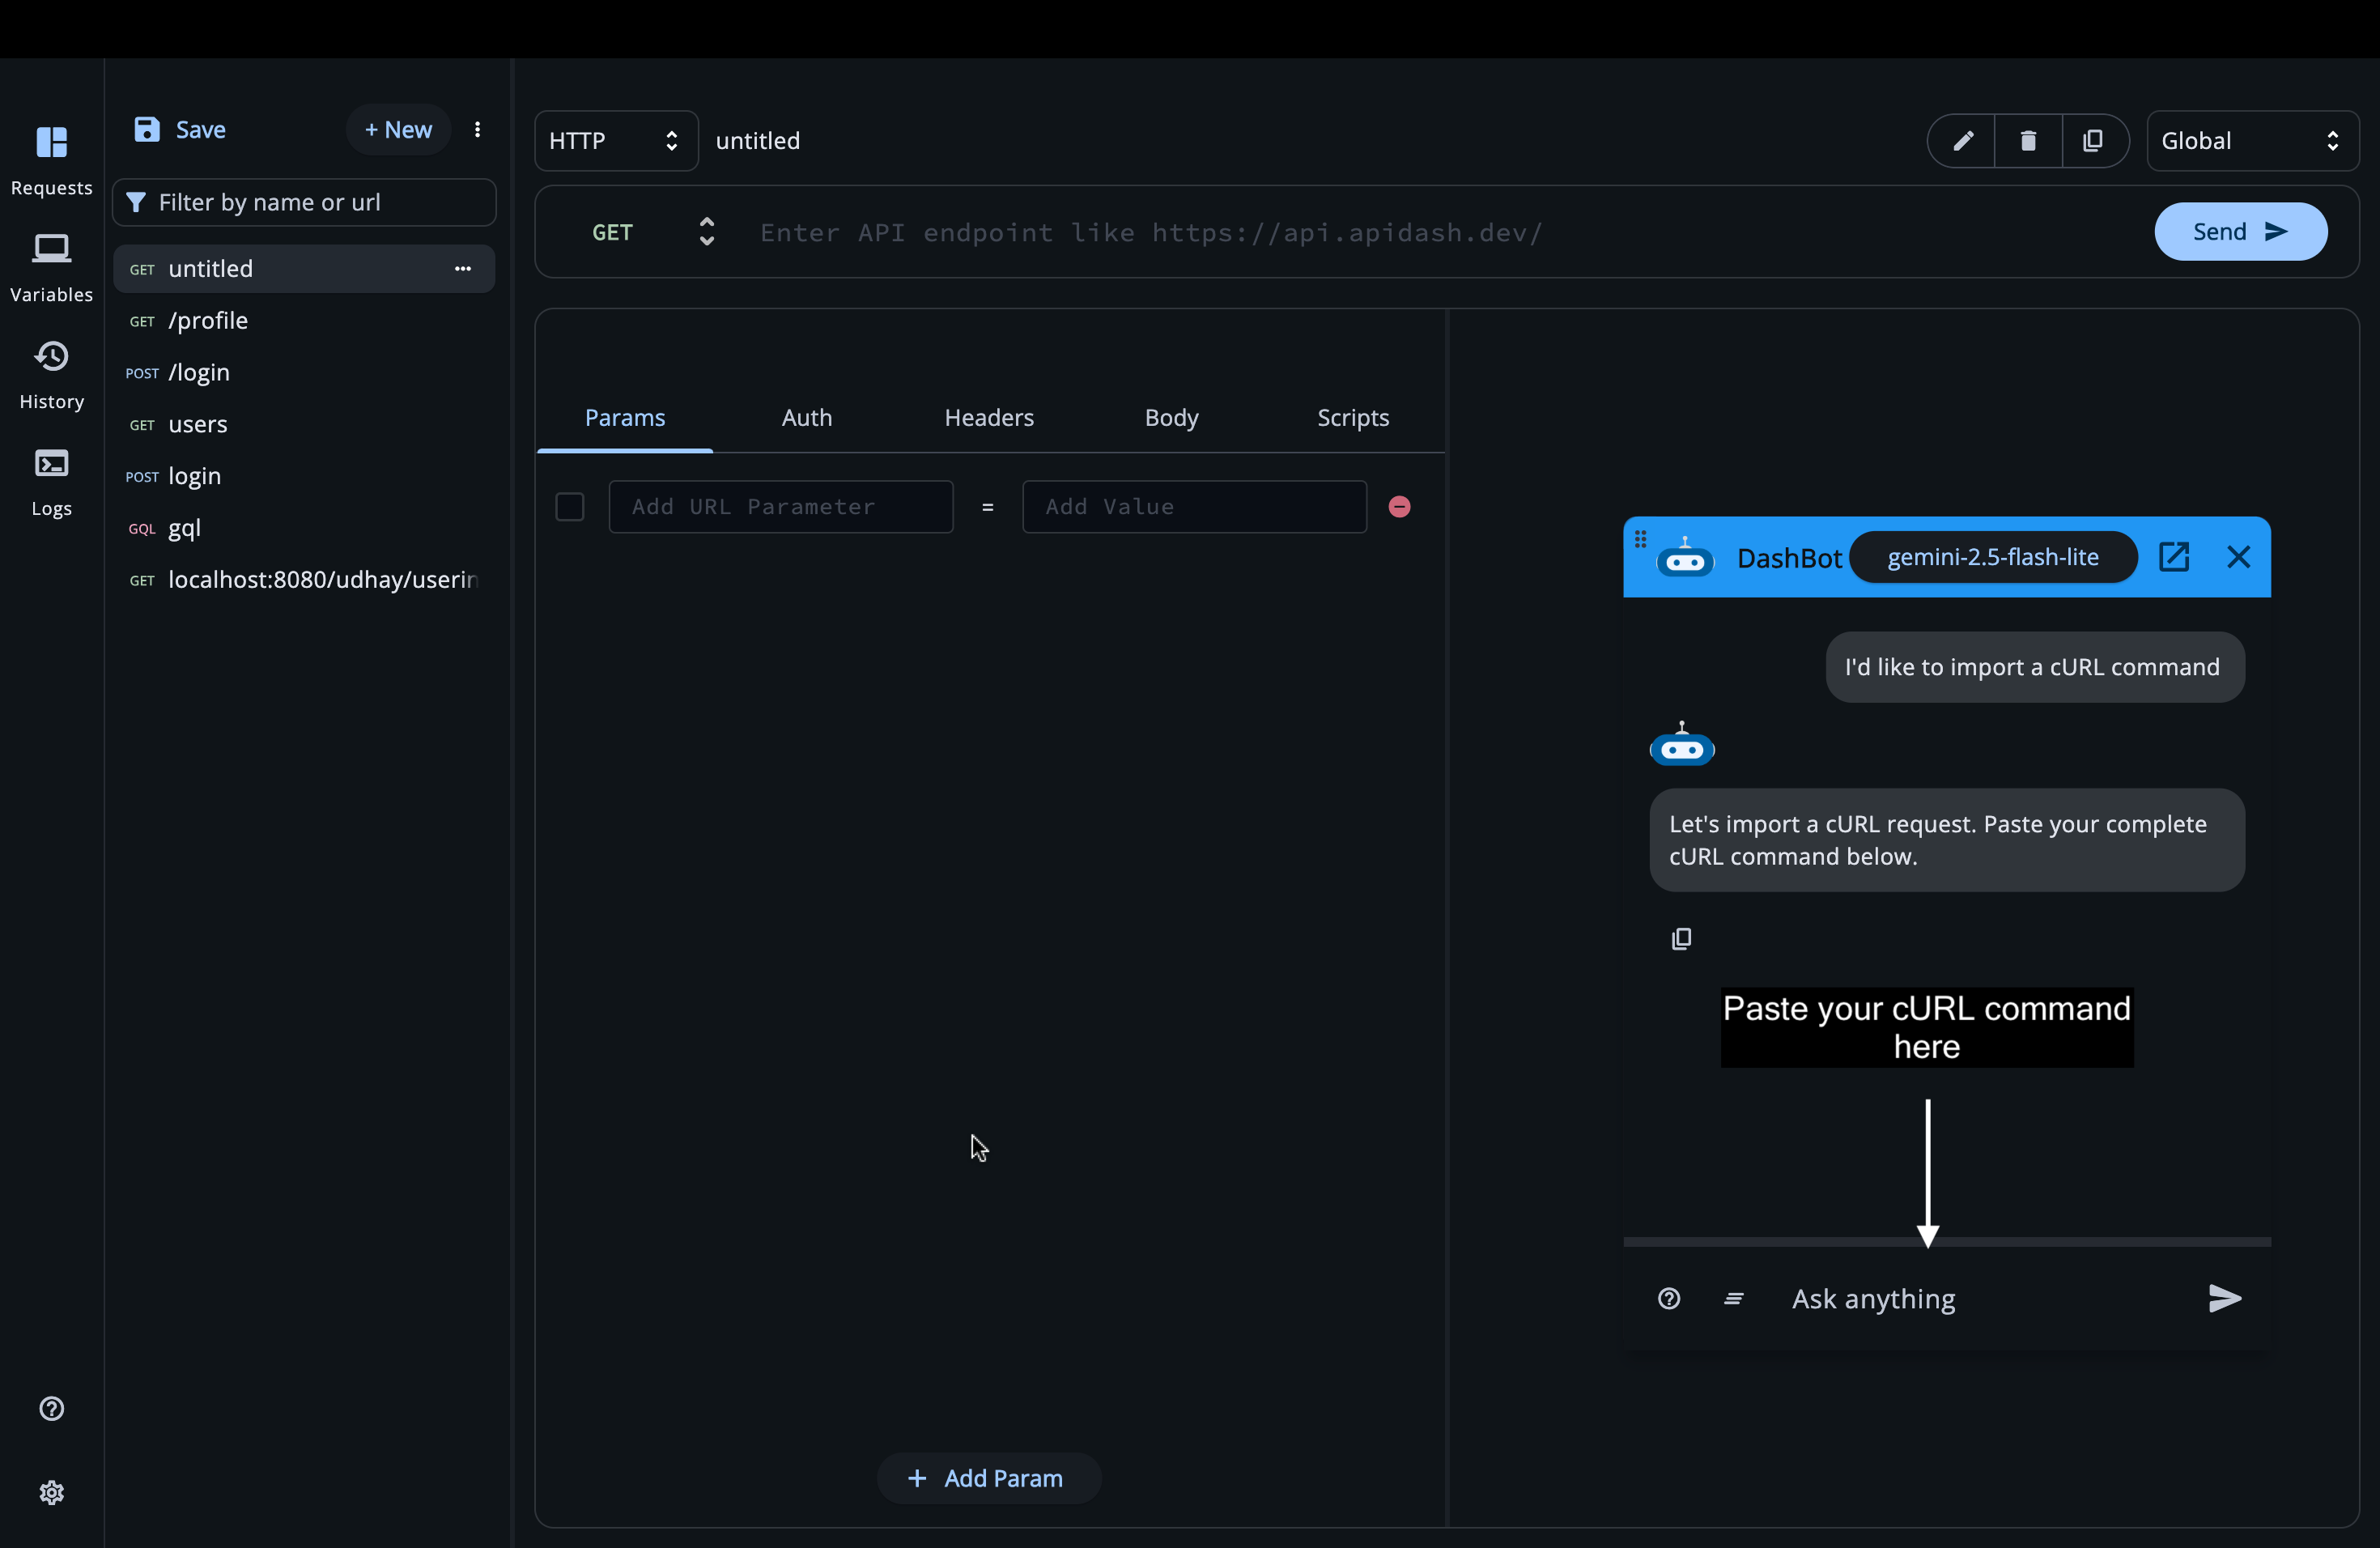 Requests
Variables
History
Logs
Save
+ New
Filter by name or url
GET untitled
GET /profile
POST /login
GET users
POST login
GQL gql
GET localhost:8080/udhay/userin
HTTP
untitled
Global
GET
Enter API endpoint like https://api.apidash.dev/
Send
Params Auth Headers Body Scripts
Add URL Parameter = Add Value
+ Add Param
DashBot gemini-2.5-flash-lite
I'd like to import a cURL command
Let's import a cURL request. Paste your complete
cURL command below.
Paste your cURL command
here
Ask anything